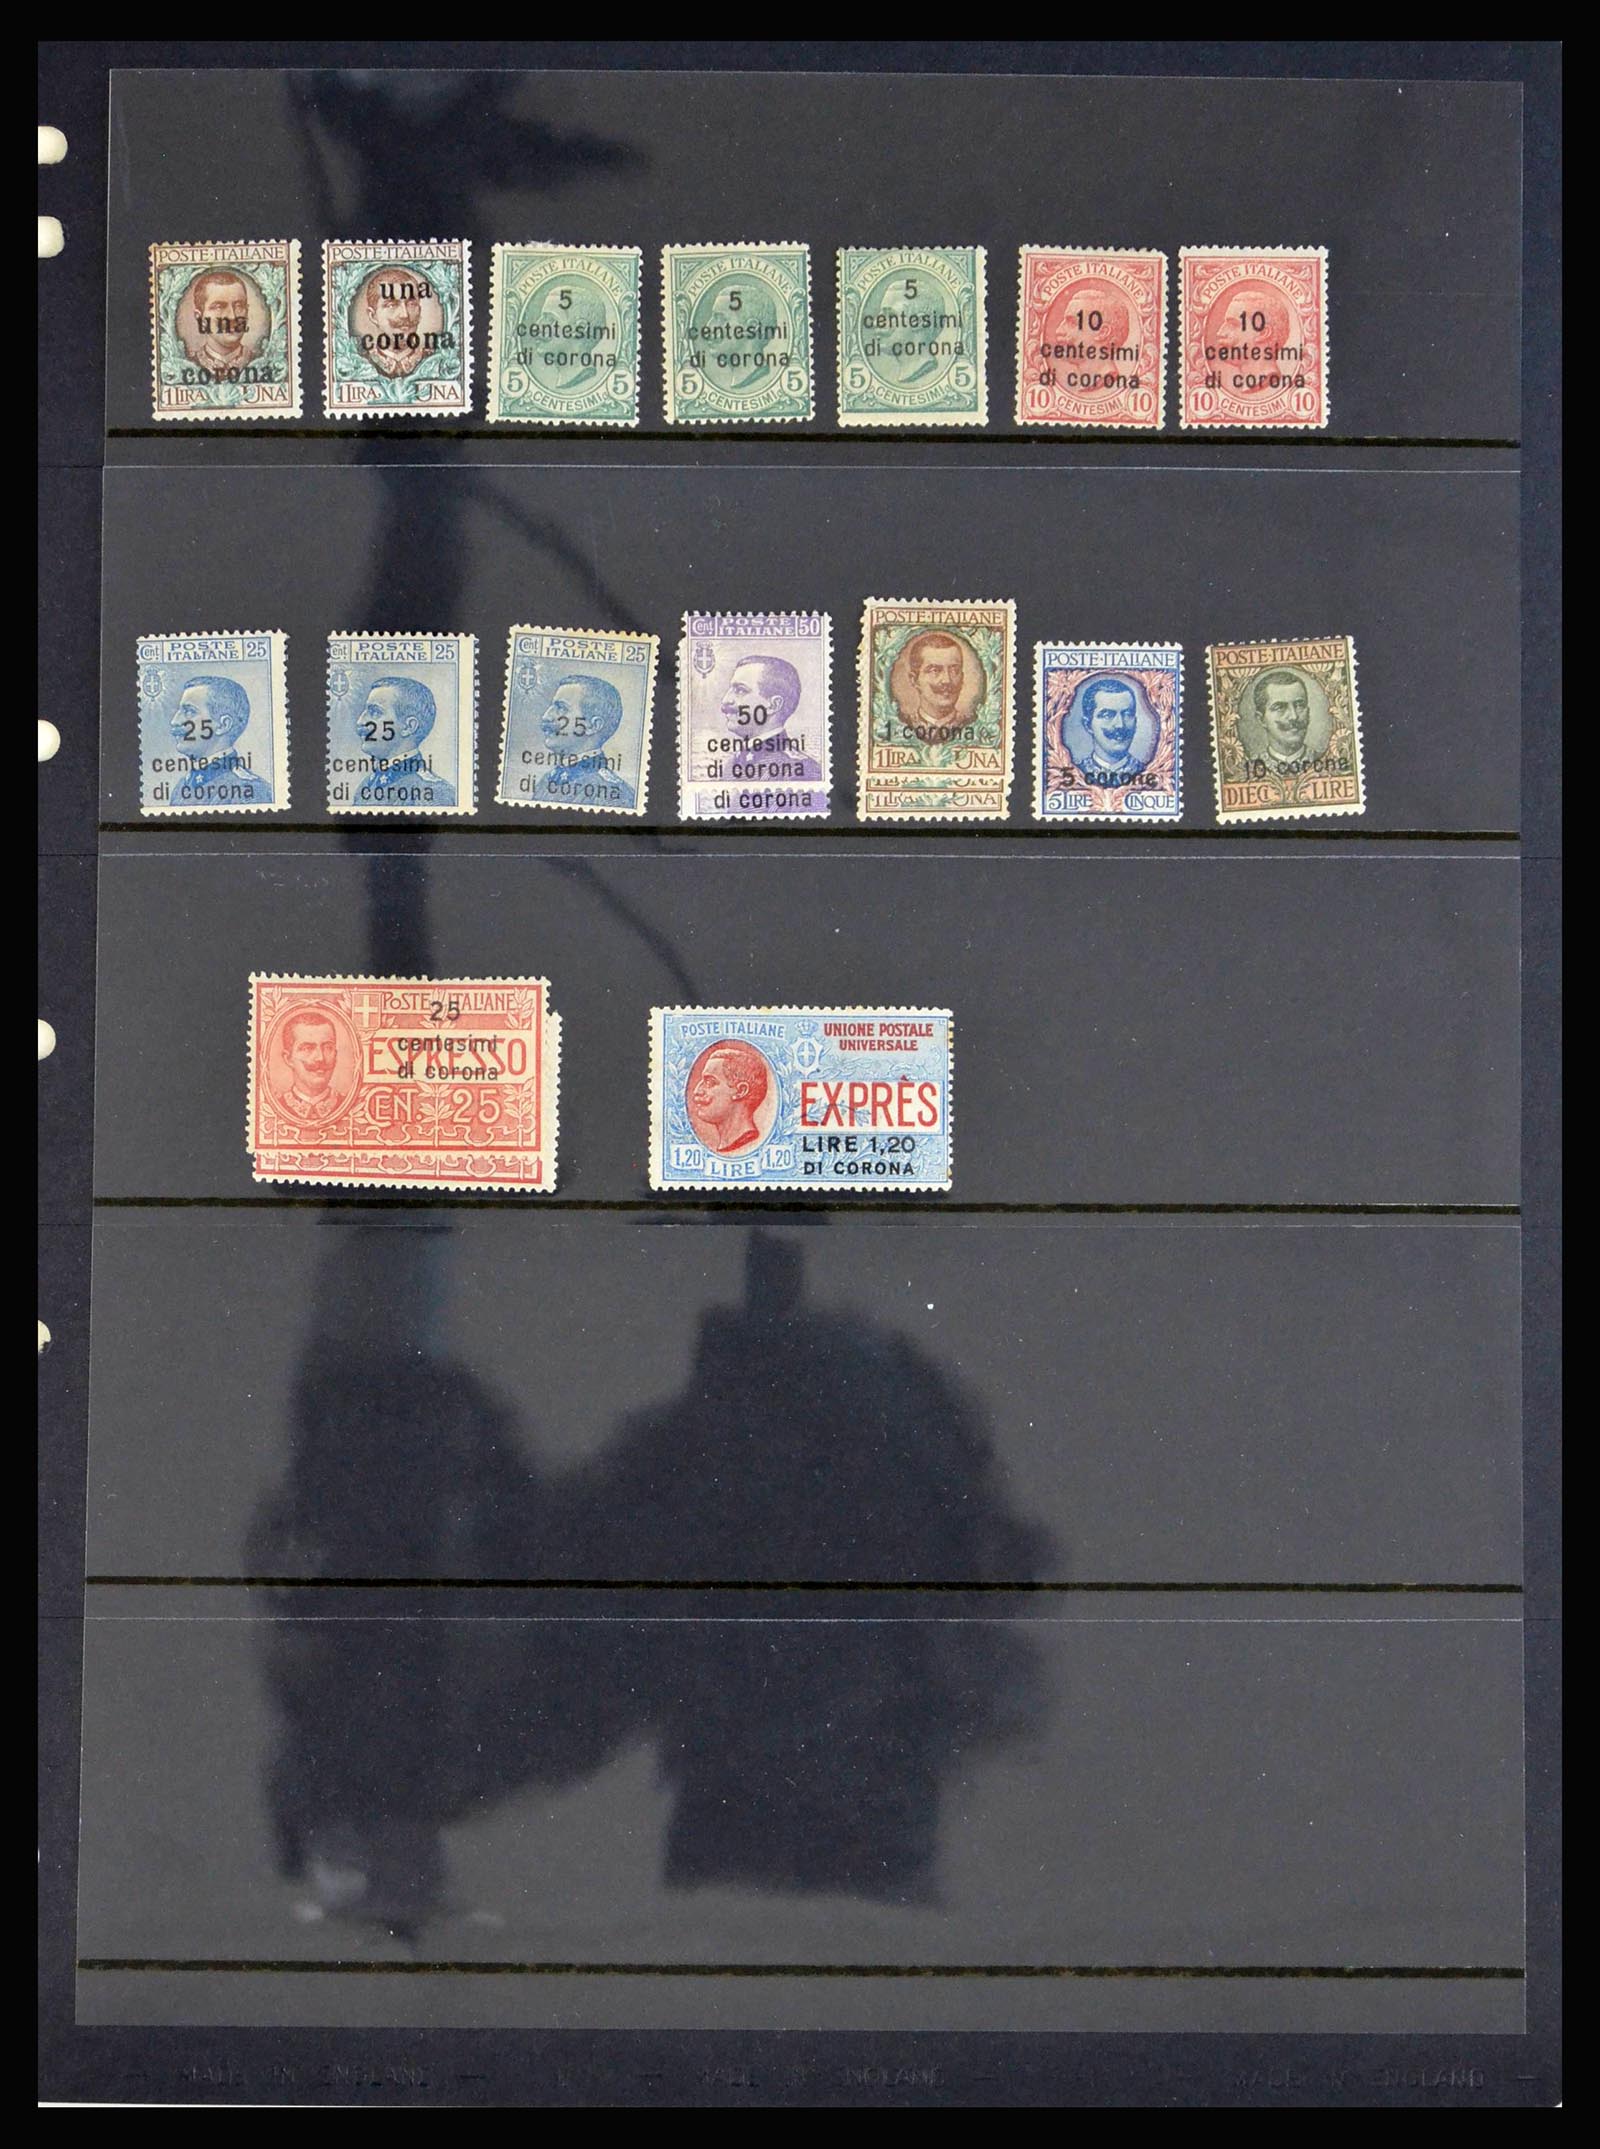 POSTE·ITALIANE
una
corona
1 LIRA. UNA
POSTE·ITALIANE
una
corona
1 LIRA. UNA
POSTE ITALIANE
5
centesimi
di corona
5 CENTESIMI 5
POSTE ITALIANE
5
centesimi
di corona
5 CENTESIMI 5
POSTE ITALIANE
5
centesimi
di corona
5 CENTESIMI 5
POSTE ITALIANE
10
centesimi
di corona
10 CENTESIMI 10
POSTE ITALIANE
10
centesimi
di corona
10 CENTESIMI 10
Cent. POSTE ITALIANE 25
25
centesimi
di corona
Cent. POSTE ITALIANE 25
25
centesimi
di corona
Cent. POSTE ITALIANE 25
25
centesimi
di corona
Cent. POSTE ITALIANE 50
50
centesimi
di corona
di corona
POSTE·ITALIANE
1 corona
1 LIRA. UNA
1 LIRA. UNA
POSTE·ITALIANE
5 corone
5 LIRE CINQUE
POSTE·ITALIANE
10 corone
DIECI LIRE
POSTE ITALIANE
25
centesimi
di corona
ESPRESSO
CENT. 25
POSTE ITALIANE
UNIONE POSTALE
UNIVERSALE
EXPRÈS
LIRE 1,20
DI CORONA
1,20 LIRE 1,20
MADE IN ENGLAND
MADE IN ENGLAND
MADE IN ENGLAND